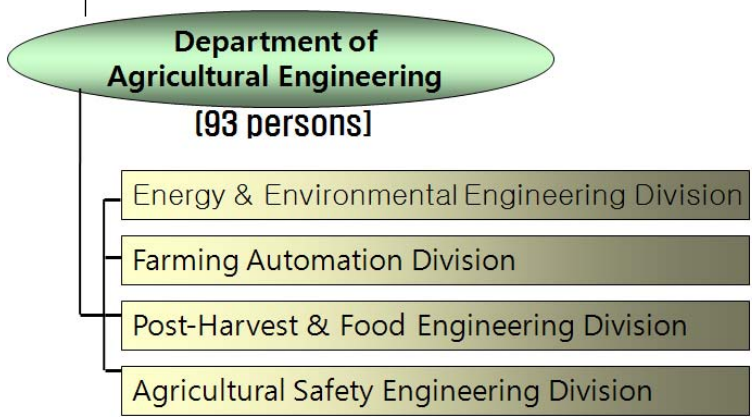 Department of
Agricultural Engineering
[93 persons]
Energy & Environmental Engineering Division
Farming Automation Division
Post-Harvest & Food Engineering Division
Agricultural Safety Engineering Division